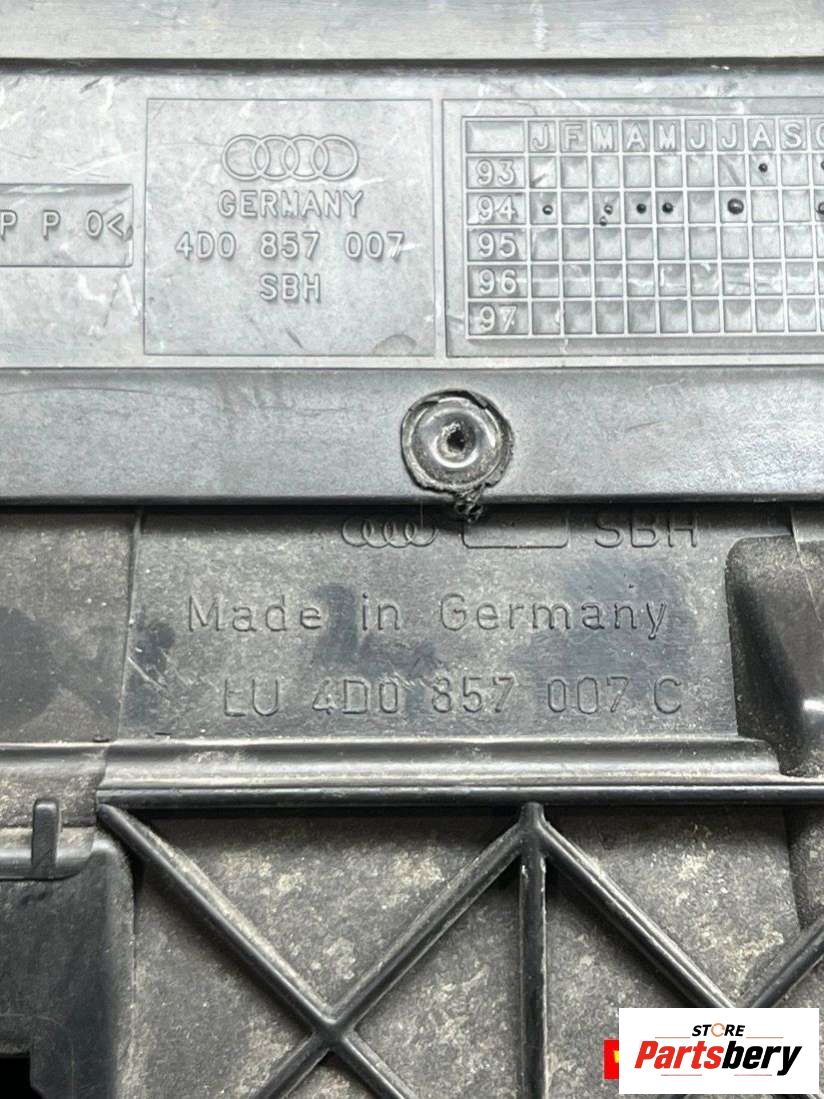 P P O<
GERMANY
4D0 857 007
SBH
J F M A M J J A S
93
94
95
96
97
SBH
Made in Germany
LU 4D0 857 007 C
STORE
Partsbery